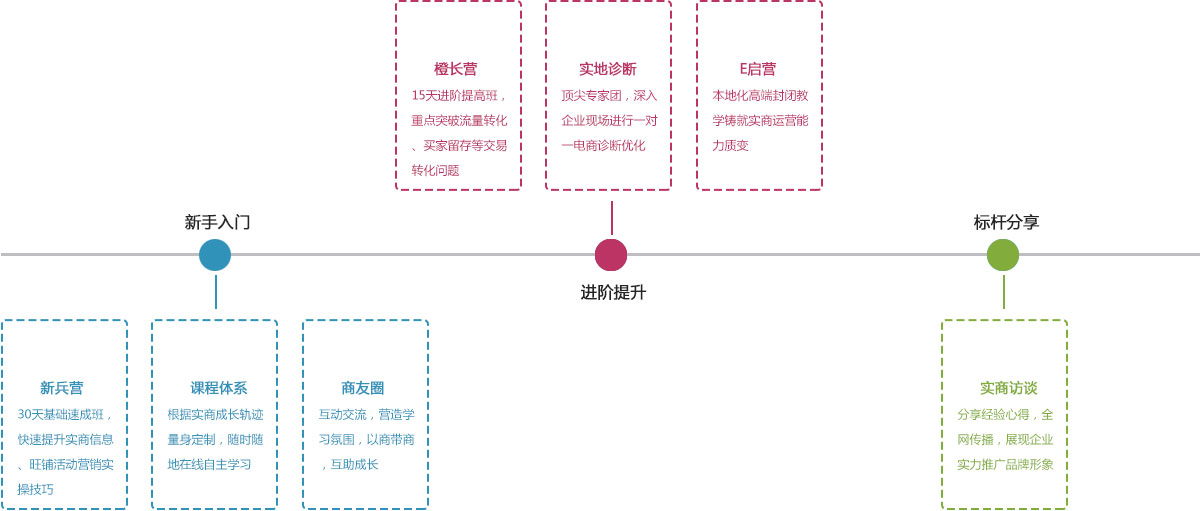 橙长营
15天进阶提高班，
重点突破流量转化
、买家留存等交易
转化问题
实地诊断
顶尖专家团，深入
企业现场进行一对
一电商诊断优化
E启营
本地化高端封闭教
学铸就实商运营能
力质变
新手入门
进阶提升
标杆分享
新兵营
30天基础速成班，
快速提升实商信息
、旺铺活动营销实
操技巧
课程体系
根据实商成长轨迹
量身定制，随时随
地在线自主学习
商友圈
互动交流，营造学
习氛围，以商带商
，互助成长
实商访谈
分享经验心得，全
网传播，展现企业
实力推广品牌形象